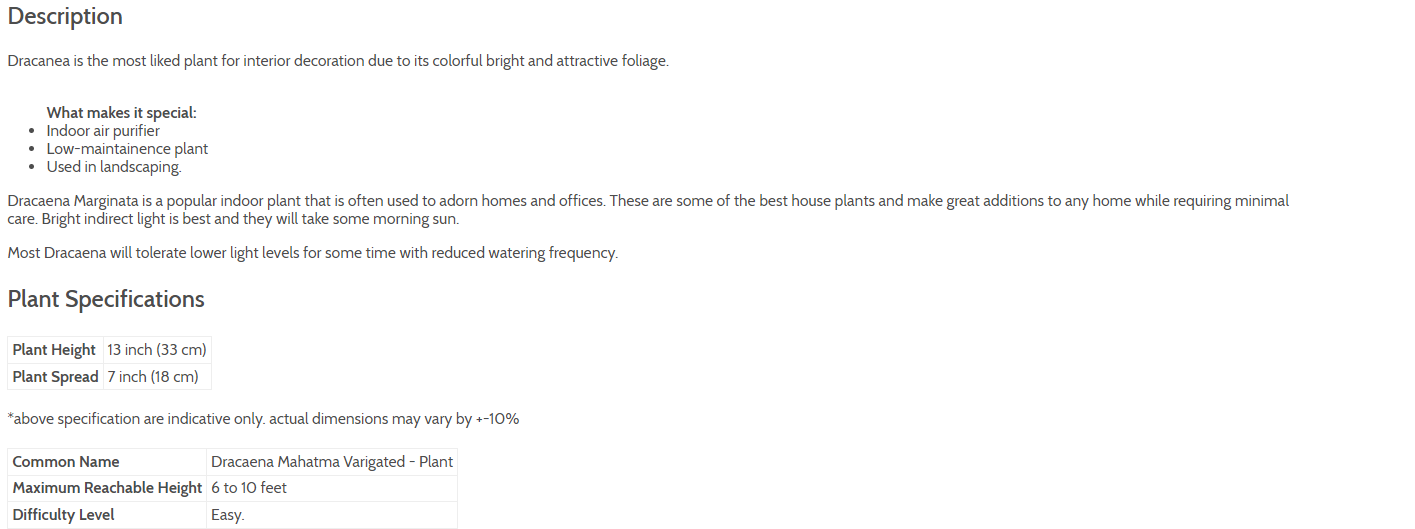 Description
Dracanea is the most liked plant for interior decoration due to its colorful bright and attractive foliage.
What makes it special:
• Indoor air purifier
• Low-maintainence plant
• Used in landscaping.
Dracaena Marginata is a popular indoor plant that is often used to adorn homes and offices. These are some of the best house plants and make great additions to any home while requiring minimal
care. Bright indirect light is best and they will take some morning sun.
Most Dracaena will tolerate lower light levels for some time with reduced watering frequency.
Plant Specifications
Plant Height 13 inch (33 cm)
Plant Spread 7 inch (18 cm)
*above specification are indicative only. actual dimensions may vary by +-10%
Common Name Dracaena Mahatma Varigated - Plant
Maximum Reachable Height 6 to 10 feet
Difficulty Level Easy.